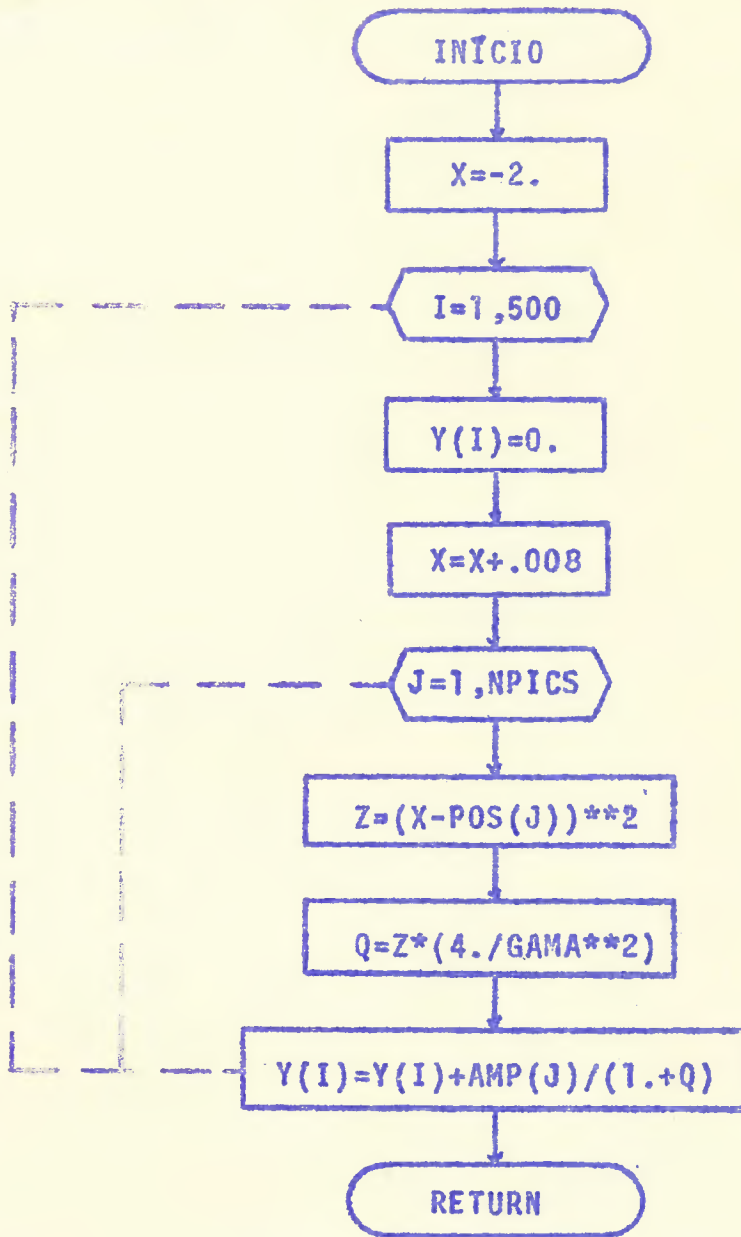 INÍCIO
X=-2.
I=1,500
Y(I)=0.
X=X+.008
J=1,NPICS
Z=(X-POS(J))**2
Q=Z*(4./GAMA**2)
Y(I)=Y(I)+AMP(J)/(1.+Q)
RETURN